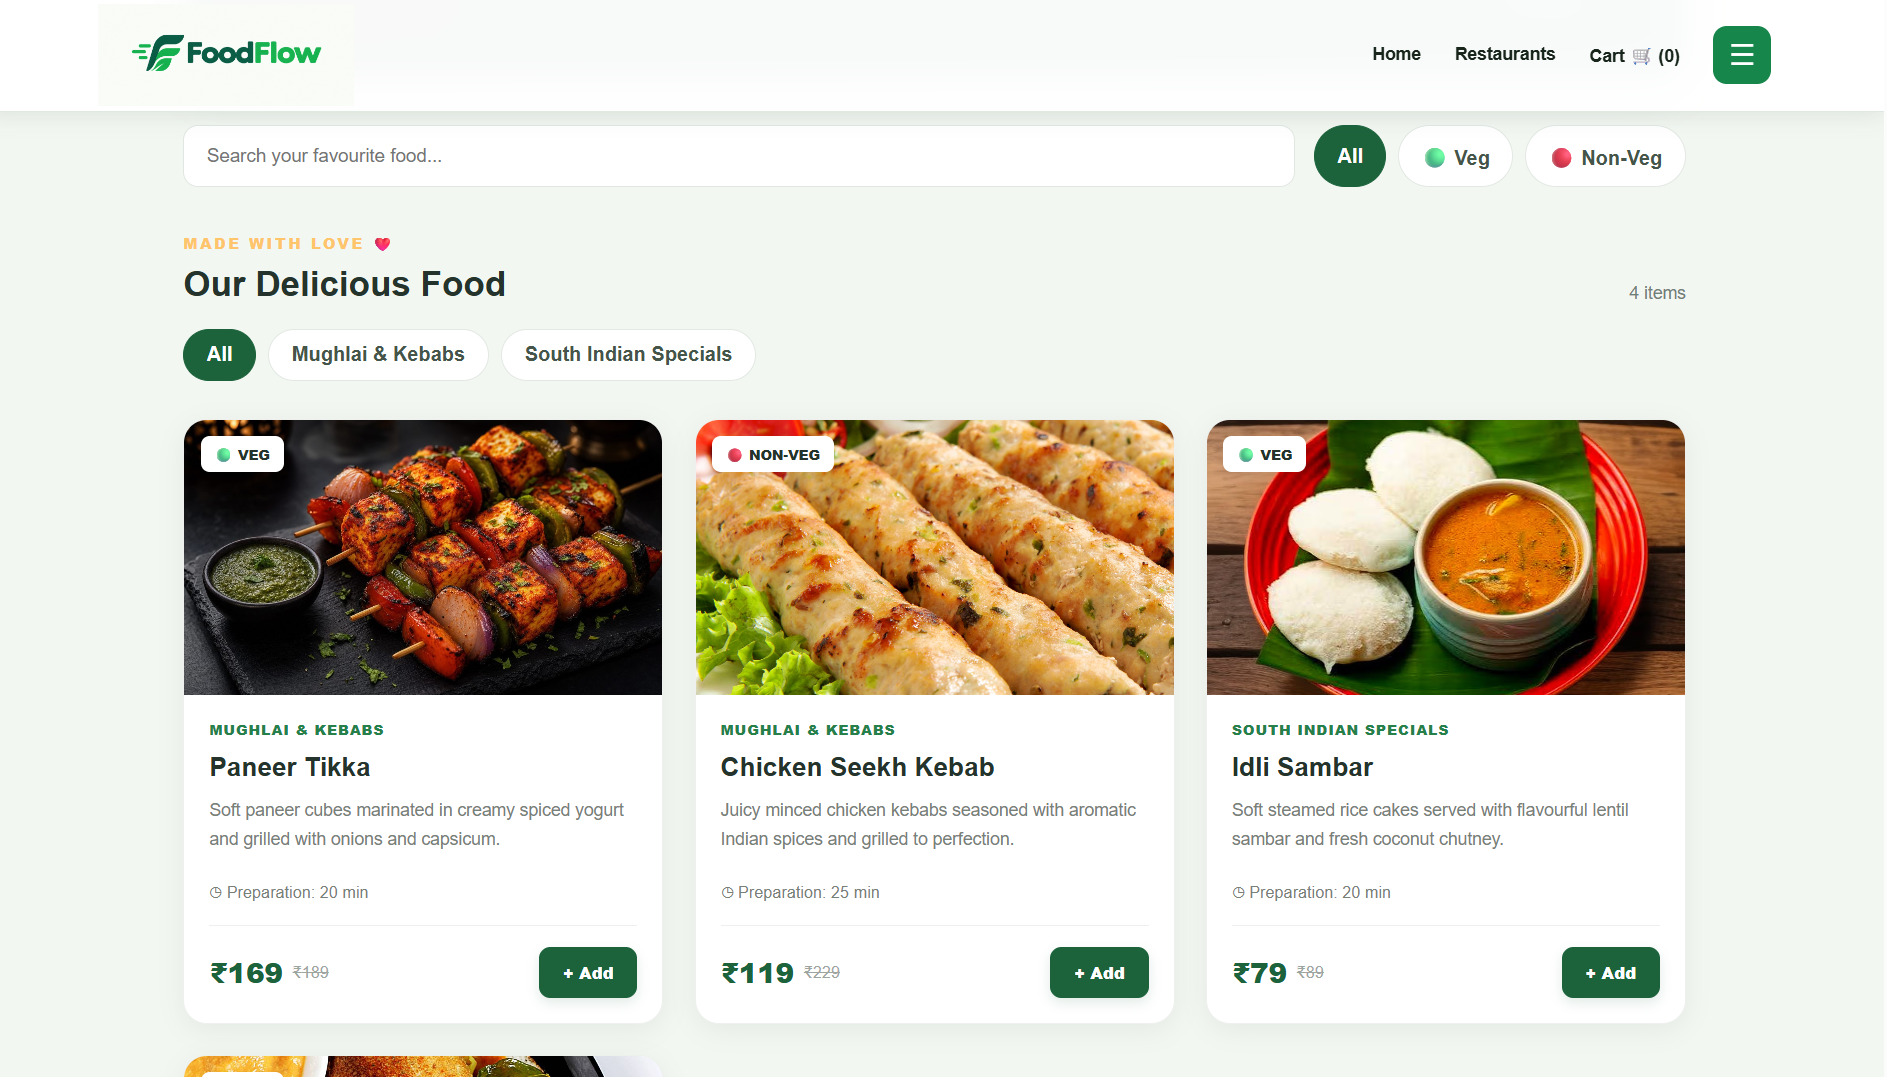 FoodFlow
Home
Restaurants
Cart 🛒 (0)
☰
Search your favourite food...
All
Veg
Non-Veg
MADE WITH LOVE ❤️
Our Delicious Food
4 items
All
Mughlai & Kebabs
South Indian Specials
VEG
MUGHLAI & KEBABS
Paneer Tikka
Soft paneer cubes marinated in creamy spiced yogurt
and grilled with onions and capsicum.
◷ Preparation: 20 min
₹169 ₹189
+ Add
NON-VEG
MUGHLAI & KEBABS
Chicken Seekh Kebab
Juicy minced chicken kebabs seasoned with aromatic
Indian spices and grilled to perfection.
◷ Preparation: 25 min
₹119 ₹229
+ Add
VEG
SOUTH INDIAN SPECIALS
Idli Sambar
Soft steamed rice cakes served with flavourful lentil
sambar and fresh coconut chutney.
◷ Preparation: 20 min
₹79 ₹89
+ Add